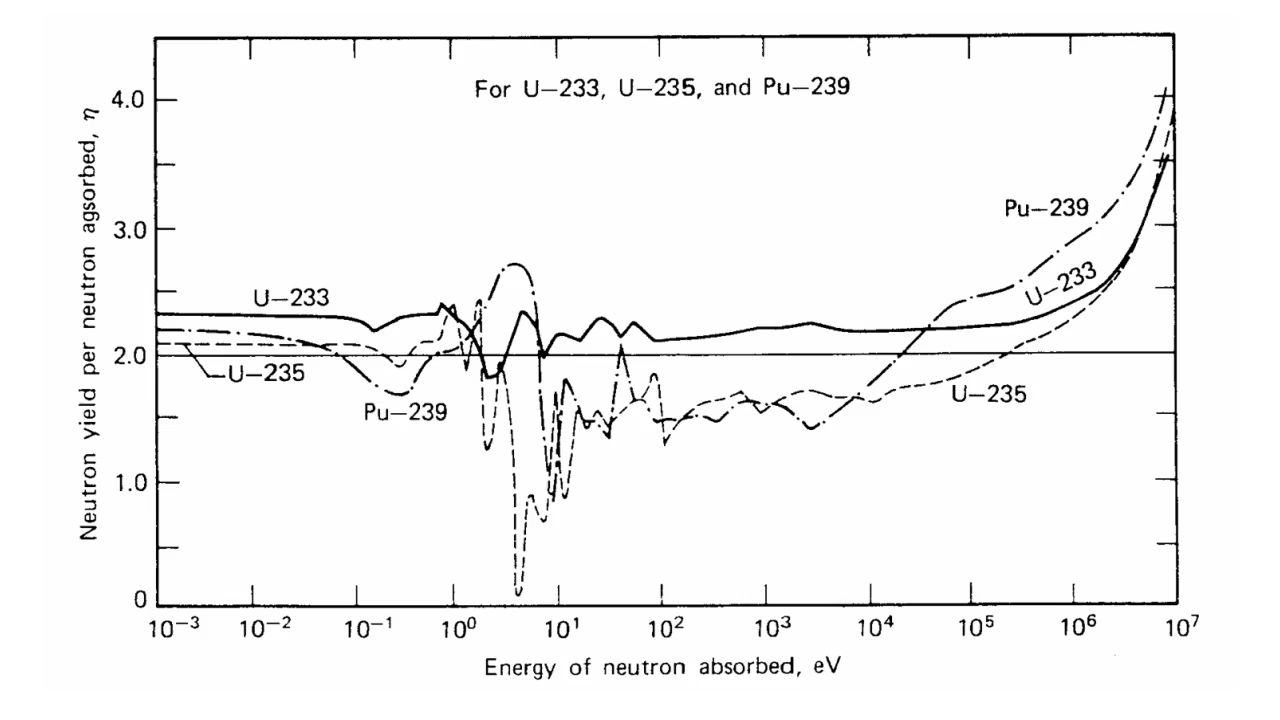 For U–233, U–235, and Pu–239
Neutron yield per neutron agsorbed, η
4.0
3.0
2.0
1.0
0
Pu–239
U–233
U–233
U–235
Pu–239
U–235
10⁻³ 10⁻² 10⁻¹ 10⁰ 10¹ 10² 10³ 10⁴ 10⁵ 10⁶ 10⁷
Energy of neutron absorbed, eV